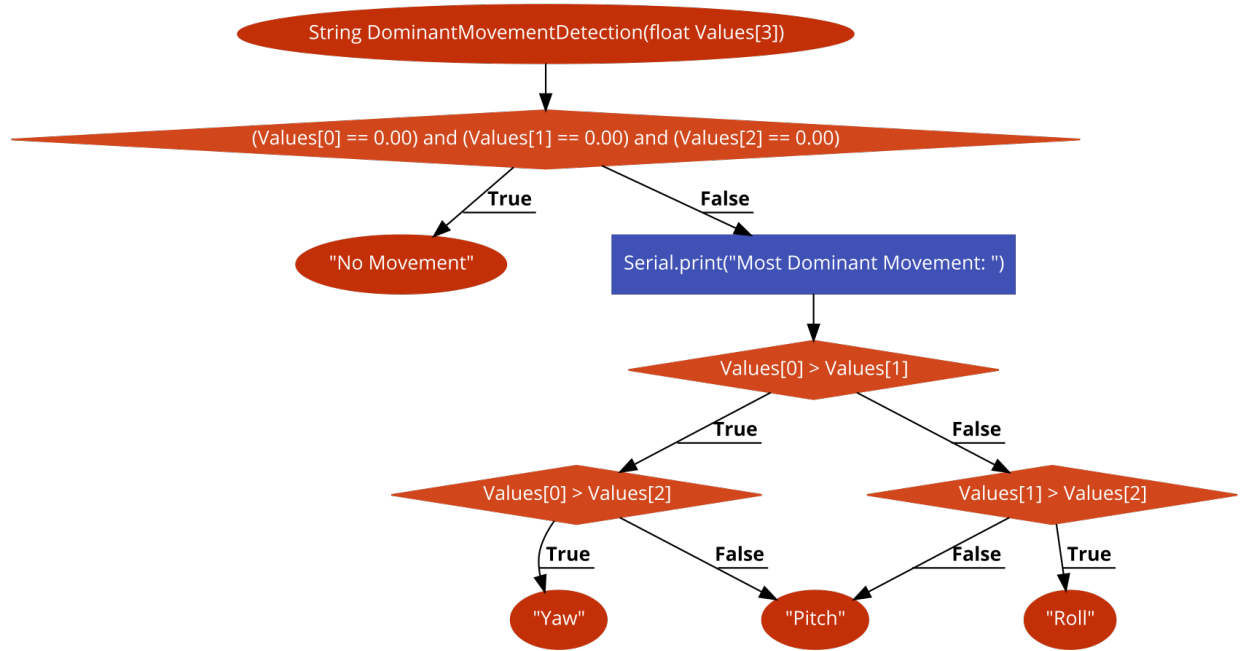 String DominantMovementDetection(float Values[3])
(Values[0] == 0.00) and (Values[1] == 0.00) and (Values[2] == 0.00)
True
False
"No Movement"
Serial.print("Most Dominant Movement: ")
Values[0] > Values[1]
True
False
Values[0] > Values[2]
Values[1] > Values[2]
True
False
False
True
"Yaw"
"Pitch"
"Roll"